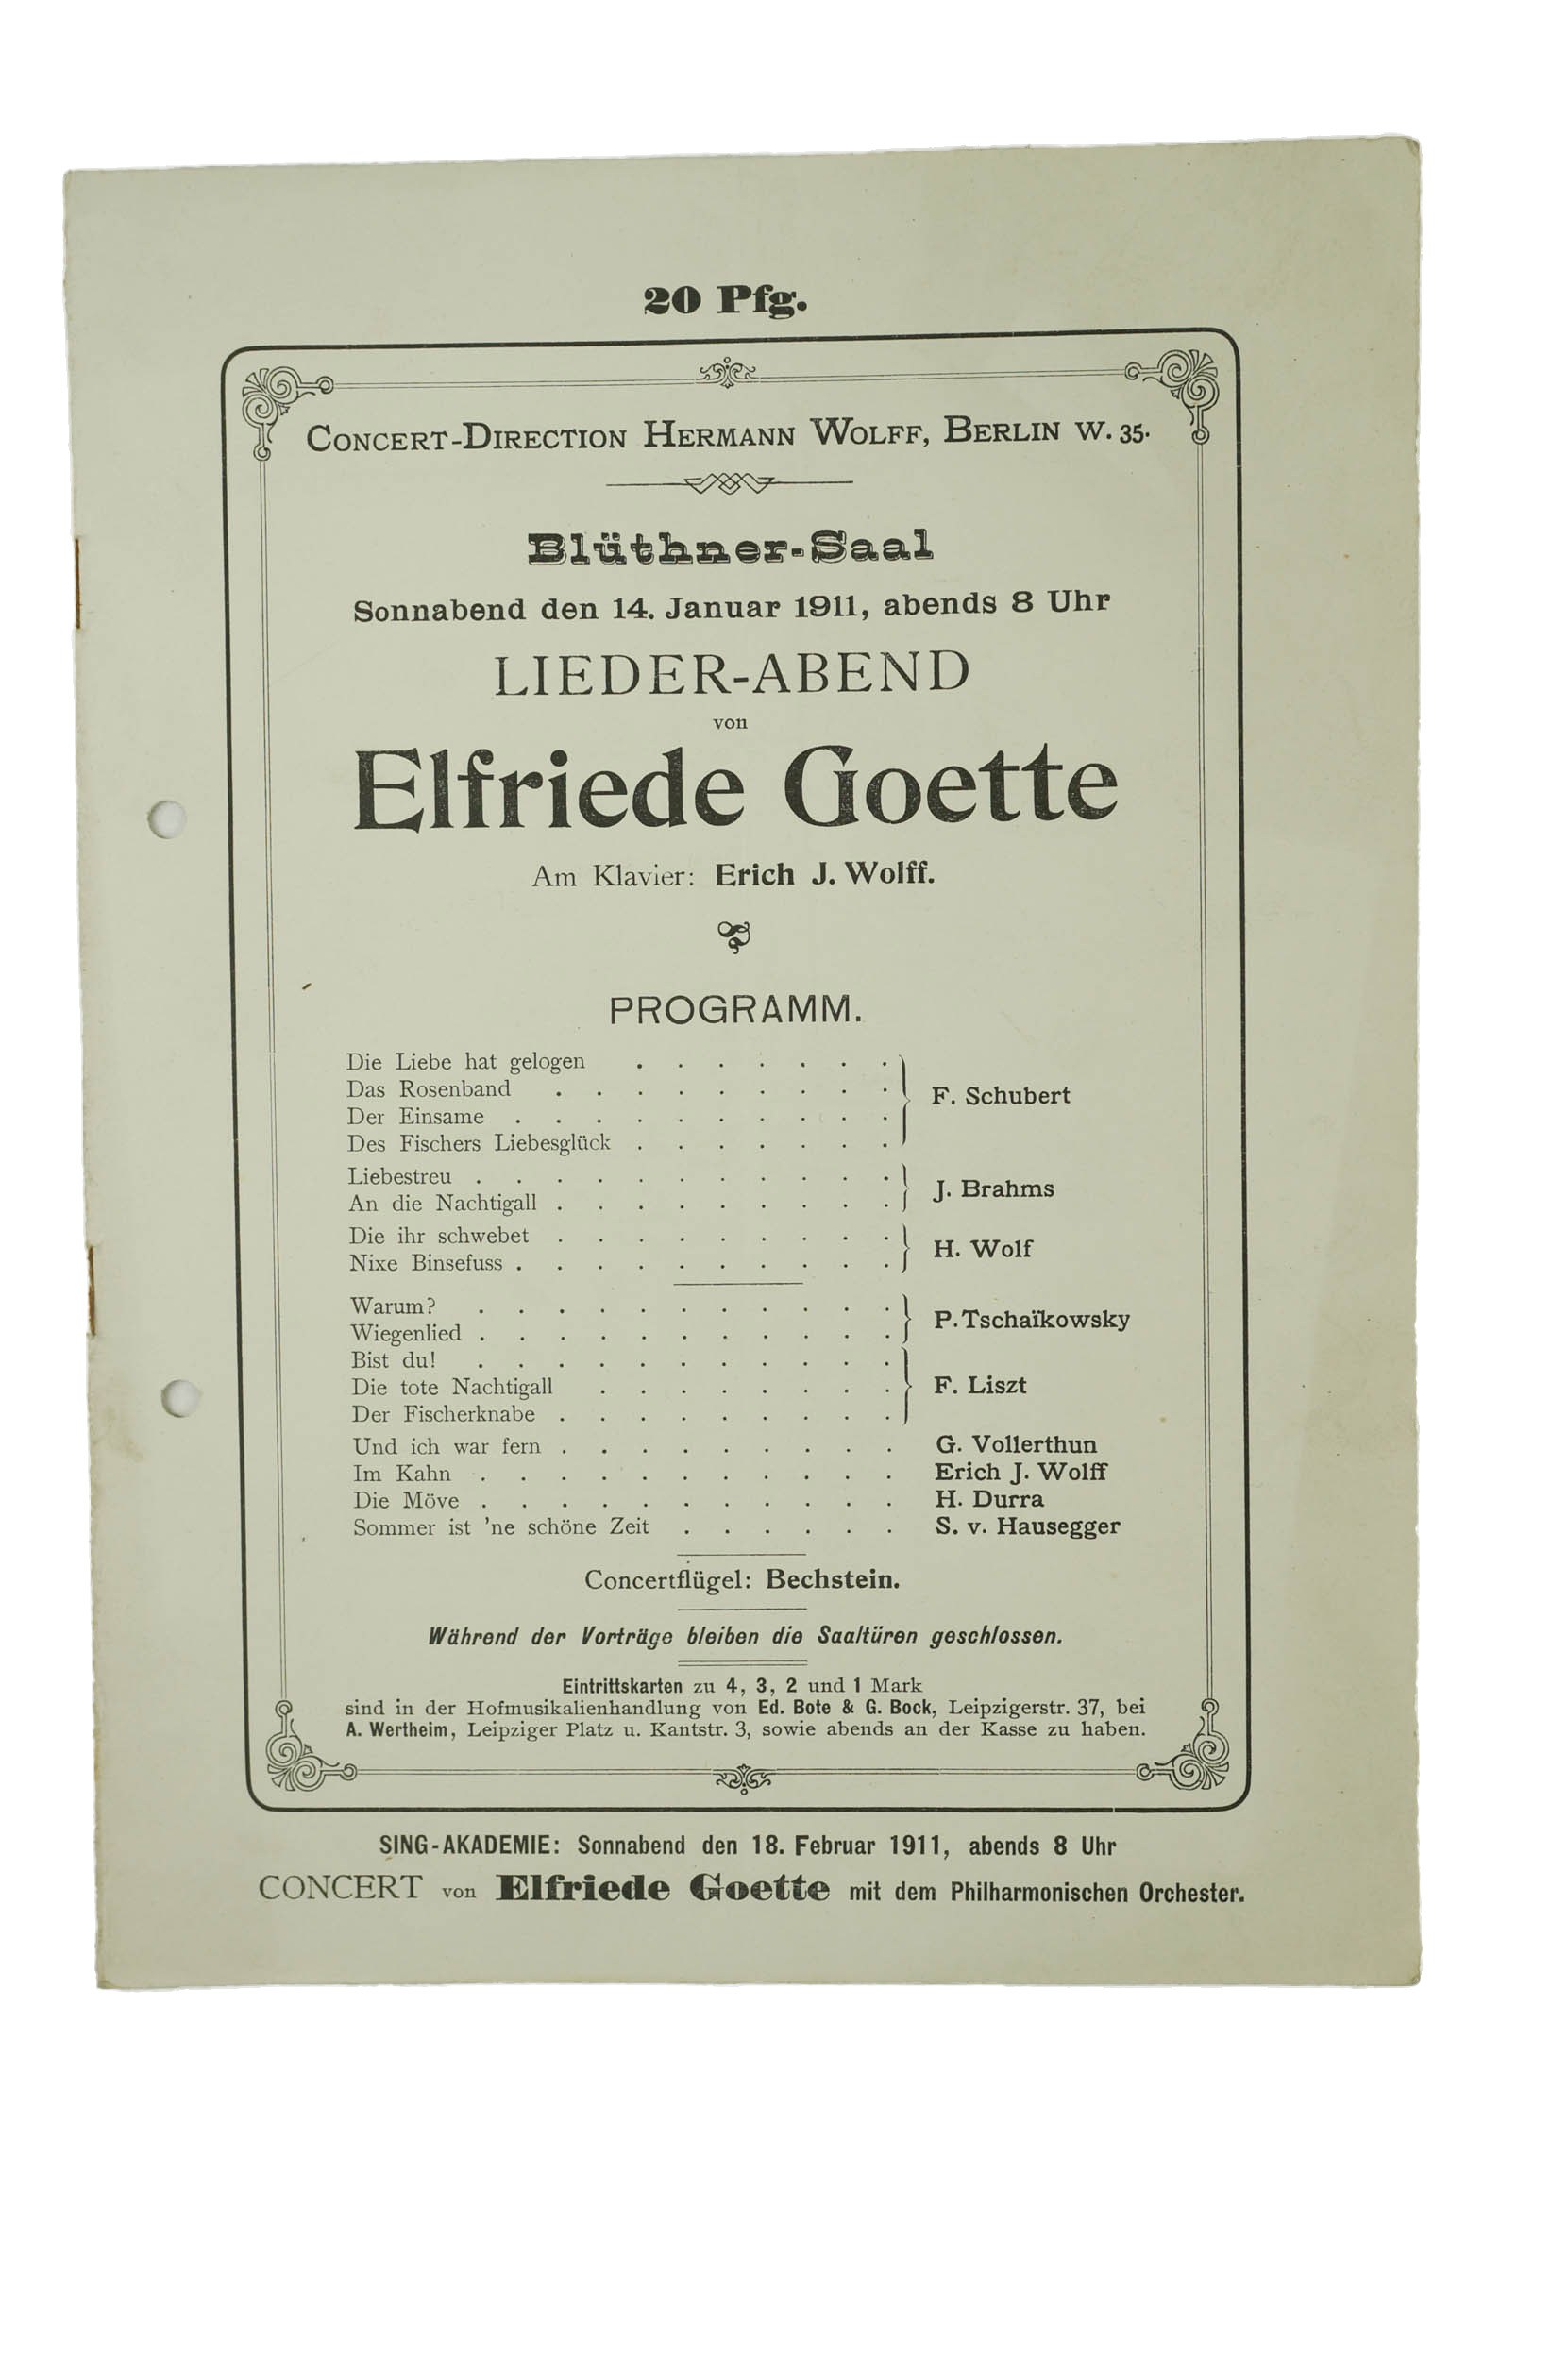 20 Pfg.
CONCERT-DIRECTION HERMANN WOLFF, BERLIN W. 35.
Blüthner-Saal
Sonnabend den 14. Januar 1911, abends 8 Uhr
LIEDER-ABEND
von
Elfriede Goette
Am Klavier: Erich J. Wolff.
PROGRAMM.
Die Liebe hat gelogen . . . . . . .
Das Rosenband . . . . . . . . .
Der Einsame . . . . . . . . . .
Des Fischers Liebesglück . . . . . . .
F. Schubert
Liebestreu . . . . . . . . . . .
An die Nachtigall . . . . . . . . .
J. Brahms
Die ihr schwebet . . . . . . . . .
Nixe Binsefuss . . . . . . . . . .
H. Wolf
Warum? . . . . . . . . . . .
Wiegenlied . . . . . . . . . . .
P. Tschaïkowsky
Bist du! . . . . . . . . . . .
Die tote Nachtigall . . . . . . . .
Der Fischerknabe . . . . . . . . .
F. Liszt
Und ich war fern . . . . . . . . . G. Vollerthun
Im Kahn . . . . . . . . . . . Erich J. Wolff
Die Möve . . . . . . . . . . . H. Durra
Sommer ist 'ne schöne Zeit . . . . . . S. v. Hausegger
Concertflügel: Bechstein.
Während der Vorträge bleiben die Saaltüren geschlossen.
Eintrittskarten zu 4, 3, 2 und 1 Mark
sind in der Hofmusikalienhandlung von Ed. Bote & G. Bock, Leipzigerstr. 37, bei
A. Wertheim, Leipziger Platz u. Kantstr. 3, sowie abends an der Kasse zu haben.
SING-AKADEMIE: Sonnabend den 18. Februar 1911, abends 8 Uhr
CONCERT von Elfriede Goette mit dem Philharmonischen Orchester.